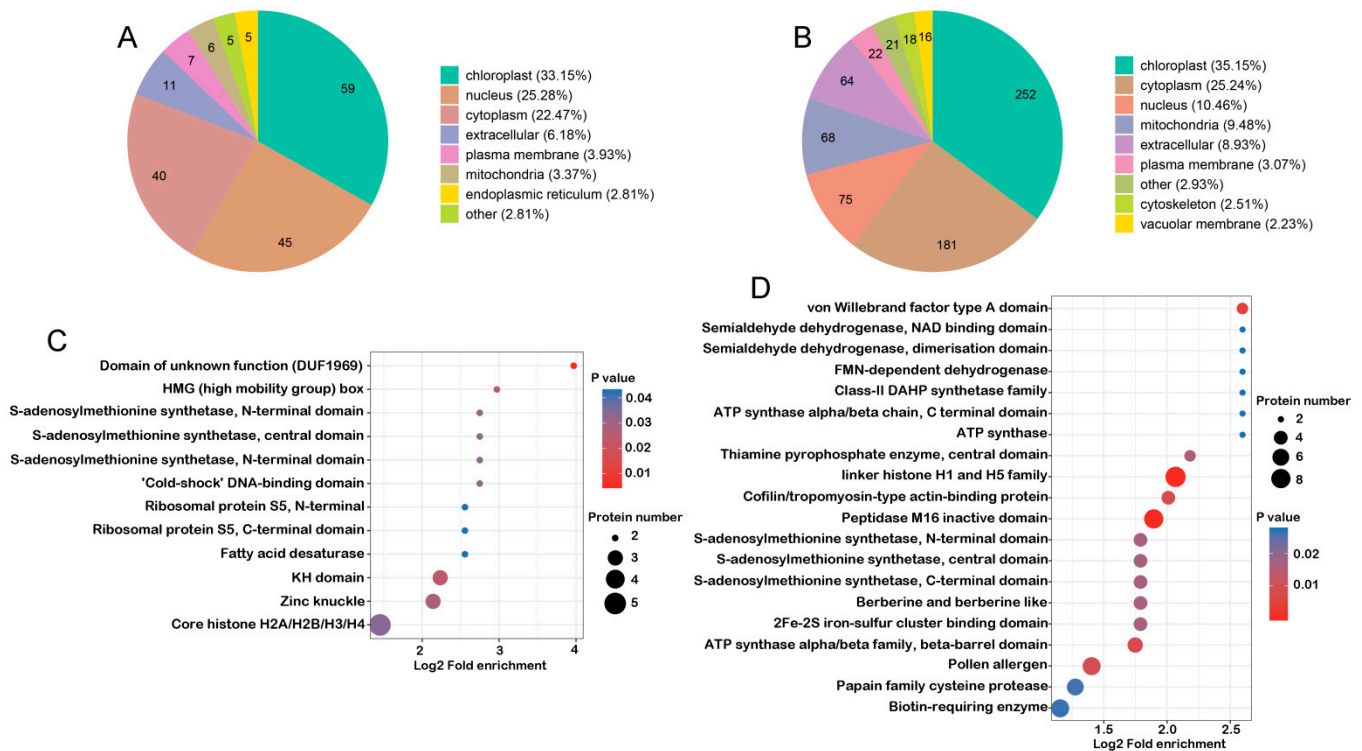 A
5
5
6
7
11
59
40
45
chloroplast (33.15%)
nucleus (25.28%)
cytoplasm (22.47%)
extracellular (6.18%)
plasma membrane (3.93%)
mitochondria (3.37%)
endoplasmic reticulum (2.81%)
other (2.81%)
B
16
18
21
22
64
68
75
181
252
chloroplast (35.15%)
cytoplasm (25.24%)
nucleus (10.46%)
mitochondria (9.48%)
extracellular (8.93%)
plasma membrane (3.07%)
other (2.93%)
cytoskeleton (2.51%)
vacuolar membrane (2.23%)
C
Domain of unknown function (DUF1969)
HMG (high mobility group) box
S-adenosylmethionine synthetase, N-terminal domain
S-adenosylmethionine synthetase, central domain
S-adenosylmethionine synthetase, N-terminal domain
'Cold-shock' DNA-binding domain
Ribosomal protein S5, N-terminal
Ribosomal protein S5, C-terminal domain
Fatty acid desaturase
KH domain
Zinc knuckle
Core histone H2A/H2B/H3/H4
2
3
4
Log2 Fold enrichment
P value
0.04
0.03
0.02
0.01
Protein number
2
3
4
5
D
von Willebrand factor type A domain
Semialdehyde dehydrogenase, NAD binding domain
Semialdehyde dehydrogenase, dimerisation domain
FMN-dependent dehydrogenase
Class-II DAHP synthetase family
ATP synthase alpha/beta chain, C terminal domain
ATP synthase
Thiamine pyrophosphate enzyme, central domain
linker histone H1 and H5 family
Cofilin/tropomyosin-type actin-binding protein
Peptidase M16 inactive domain
S-adenosylmethionine synthetase, N-terminal domain
S-adenosylmethionine synthetase, central domain
S-adenosylmethionine synthetase, C-terminal domain
Berberine and berberine like
2Fe-2S iron-sulfur cluster binding domain
ATP synthase alpha/beta family, beta-barrel domain
Pollen allergen
Papain family cysteine protease
Biotin-requiring enzyme
1.5
2.0
2.5
Log2 Fold enrichment
Protein number
2
4
6
8
P value
0.02
0.01